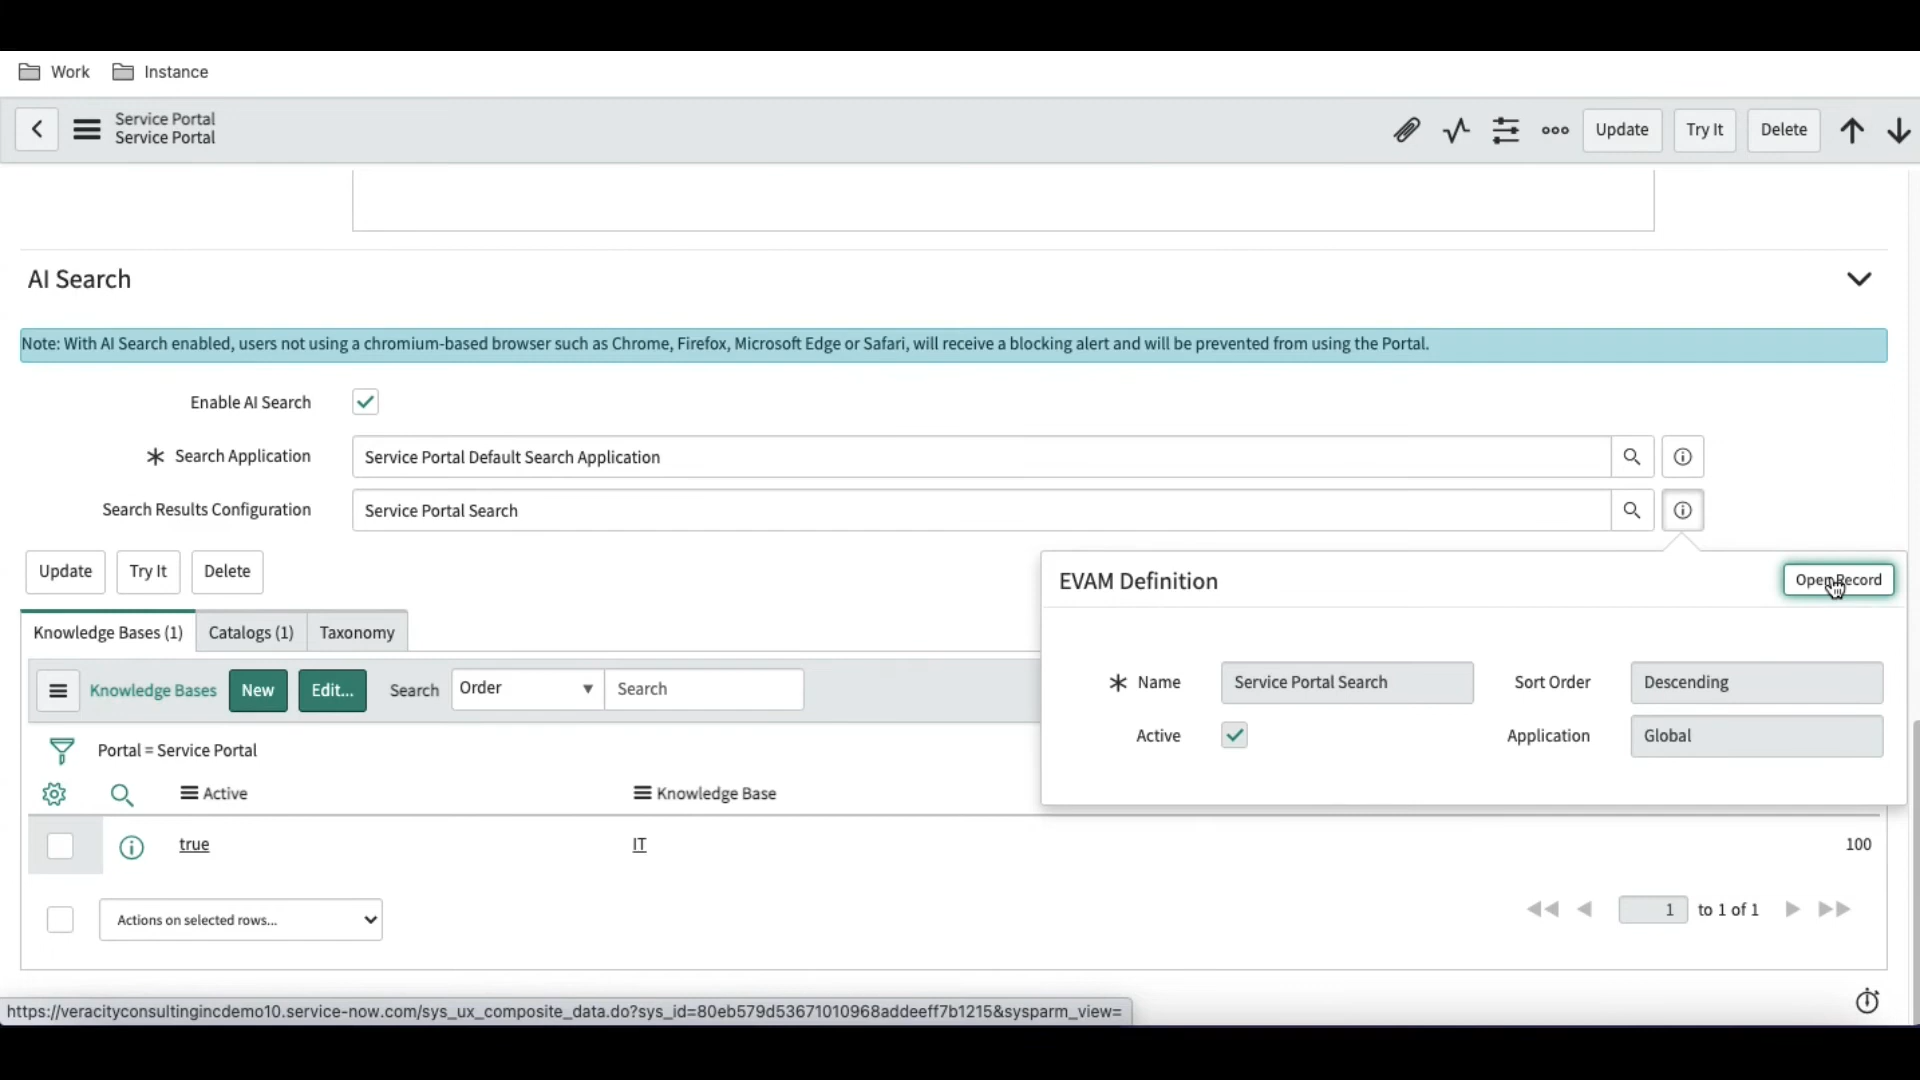 Work Instance
Service Portal
Service Portal
Update Try It Delete
AI Search
Note: With AI Search enabled, users not using a chromium-based browser such as Chrome, Firefox, Microsoft Edge or Safari, will receive a blocking alert and will be prevented from using the Portal.
Enable AI Search
Search Application Service Portal Default Search Application
Search Results Configuration Service Portal Search
Update Try It Delete
EVAM Definition Open Record
Name Service Portal Search Sort Order Descending
Active Application Global
Knowledge Bases (1) Catalogs (1) Taxonomy
Knowledge Bases New Edit... Search Order Search
Portal = Service Portal
Active Knowledge Base
true IT 100
Actions on selected rows... 1 to 1 of 1
https://veracityconsultingincdemo10.service-now.com/sys_ux_composite_data.do?sys_id=80eb579d53671010968addeeff7b1215&sysparm_view=